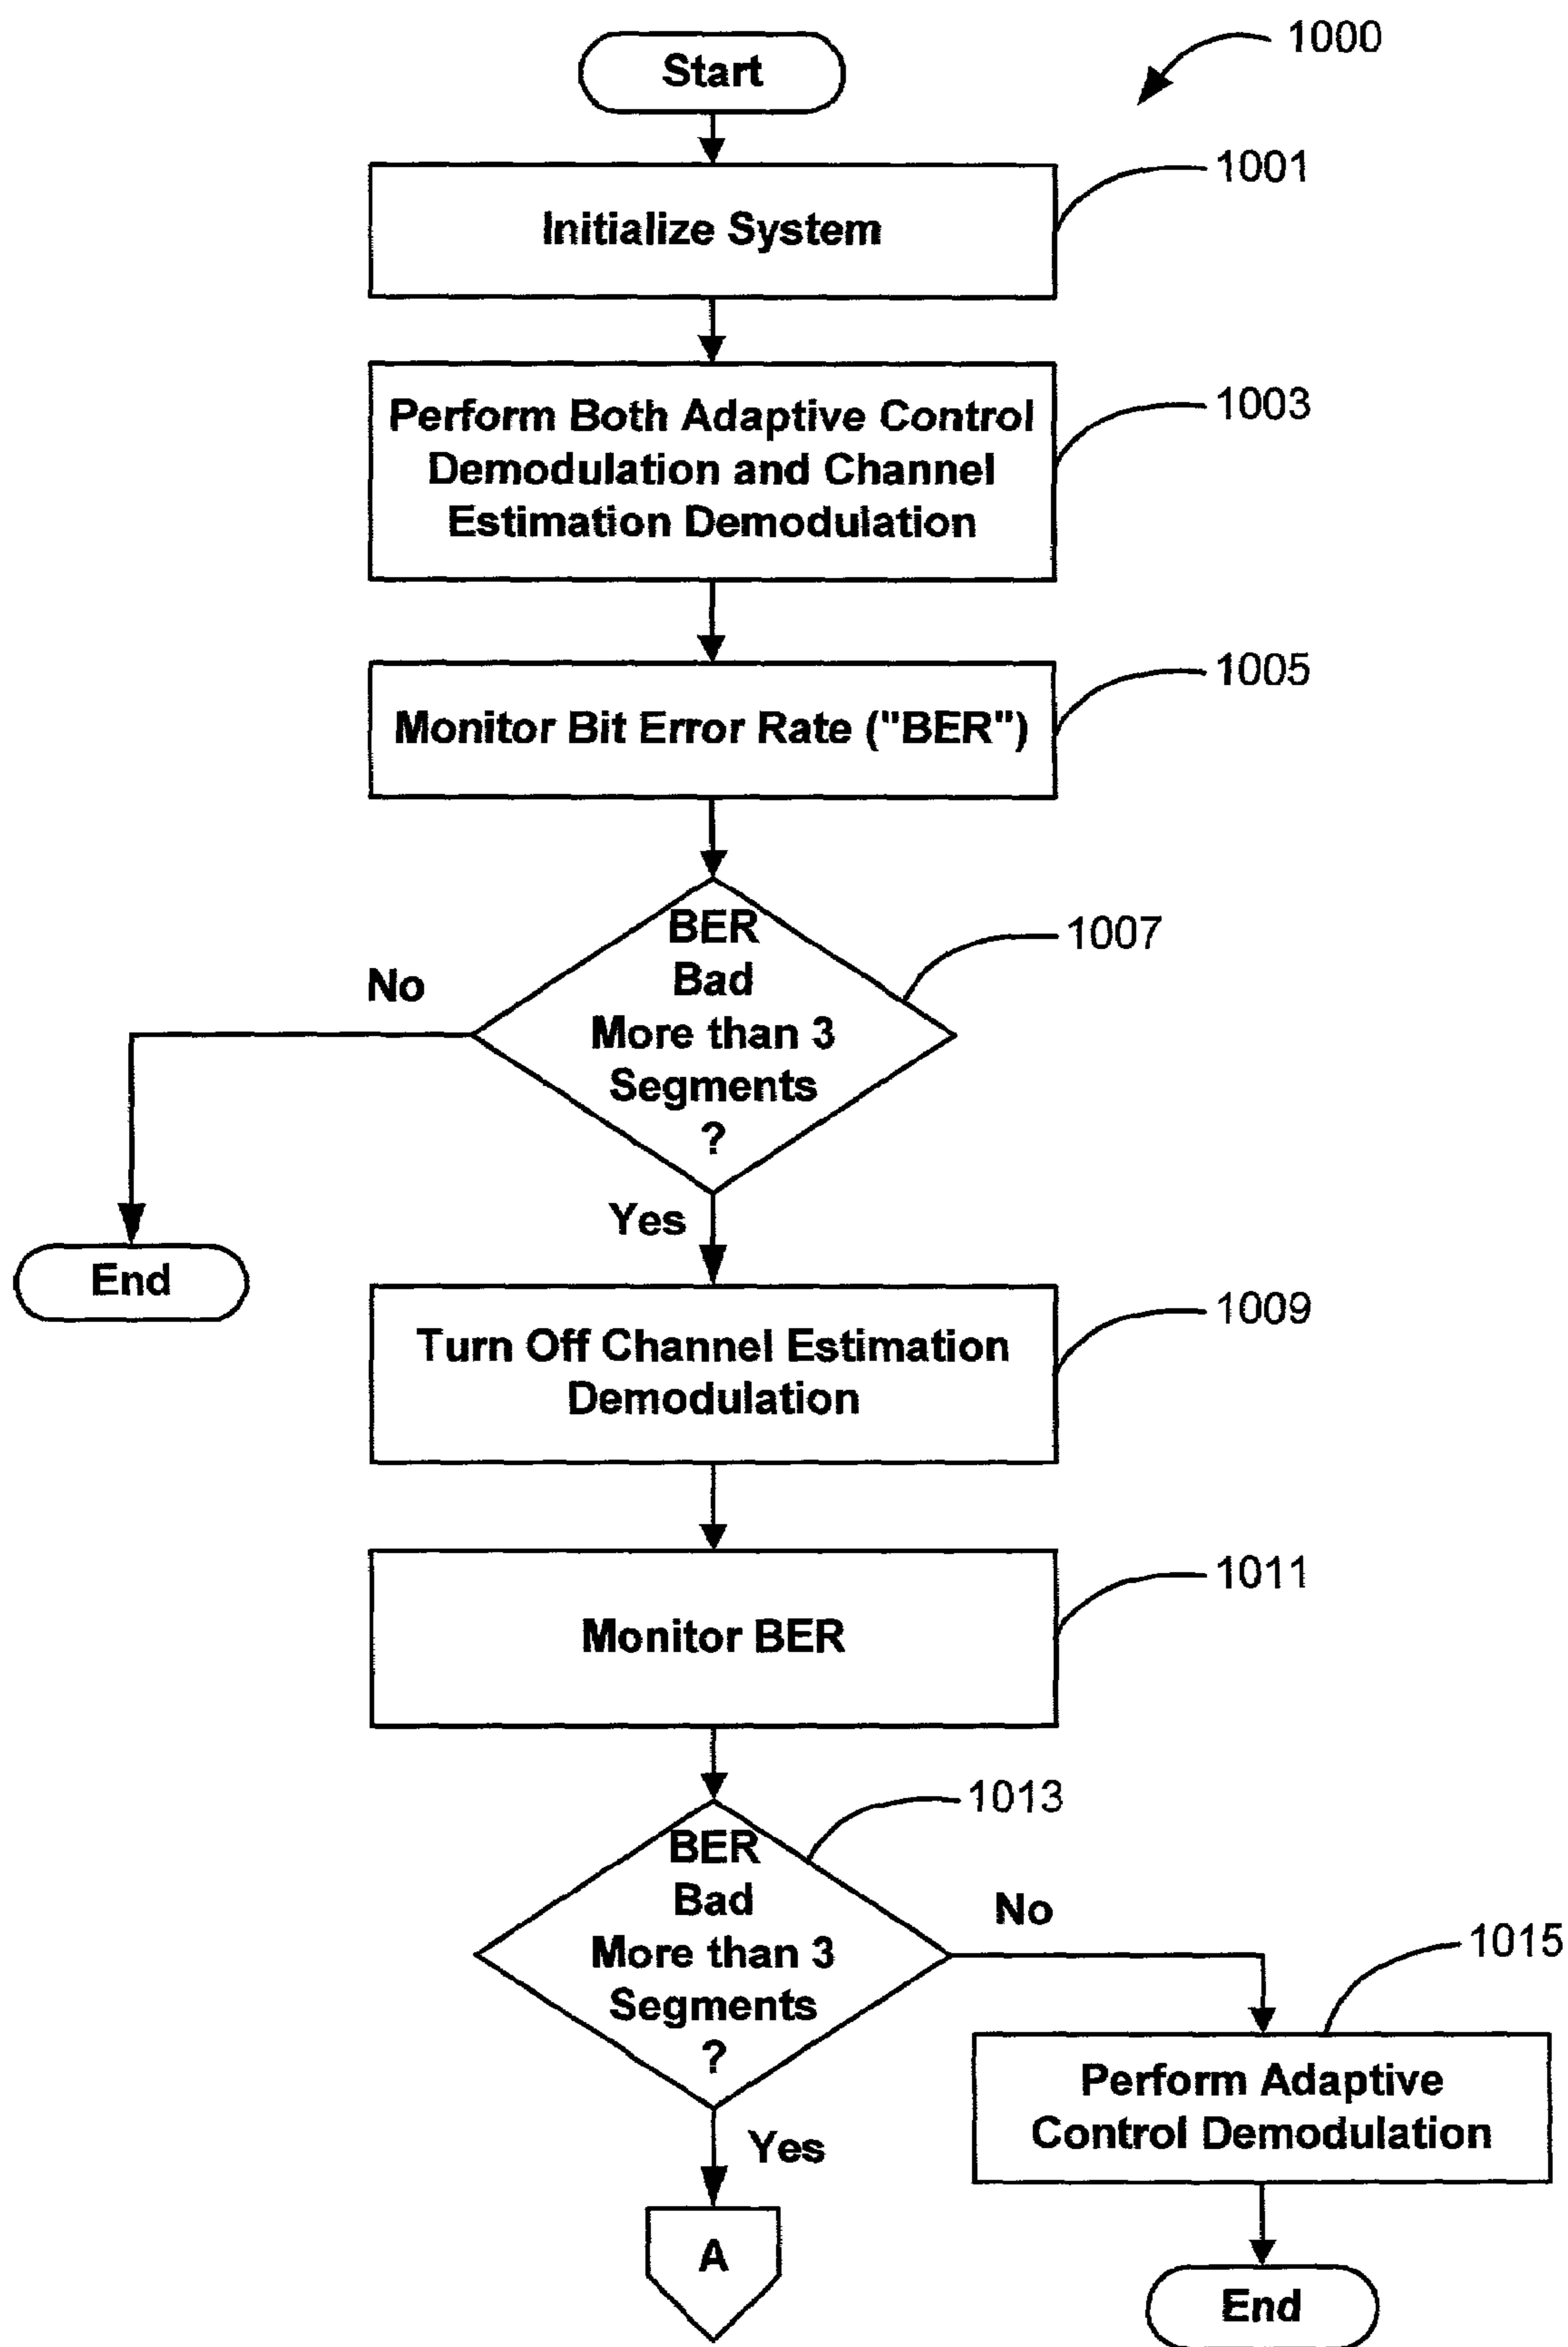 Start
1000
1001
Initialize System
1003
Perform Both Adaptive Control
Demodulation and Channel
Estimation Demodulation
1005
Monitor Bit Error Rate ("BER")
1007
BER
Bad
More than 3
Segments
?
No
End
Yes
1009
Turn Off Channel Estimation
Demodulation
1011
Monitor BER
1013
BER
Bad
More than 3
Segments
?
No
1015
Perform Adaptive
Control Demodulation
Yes
A
End